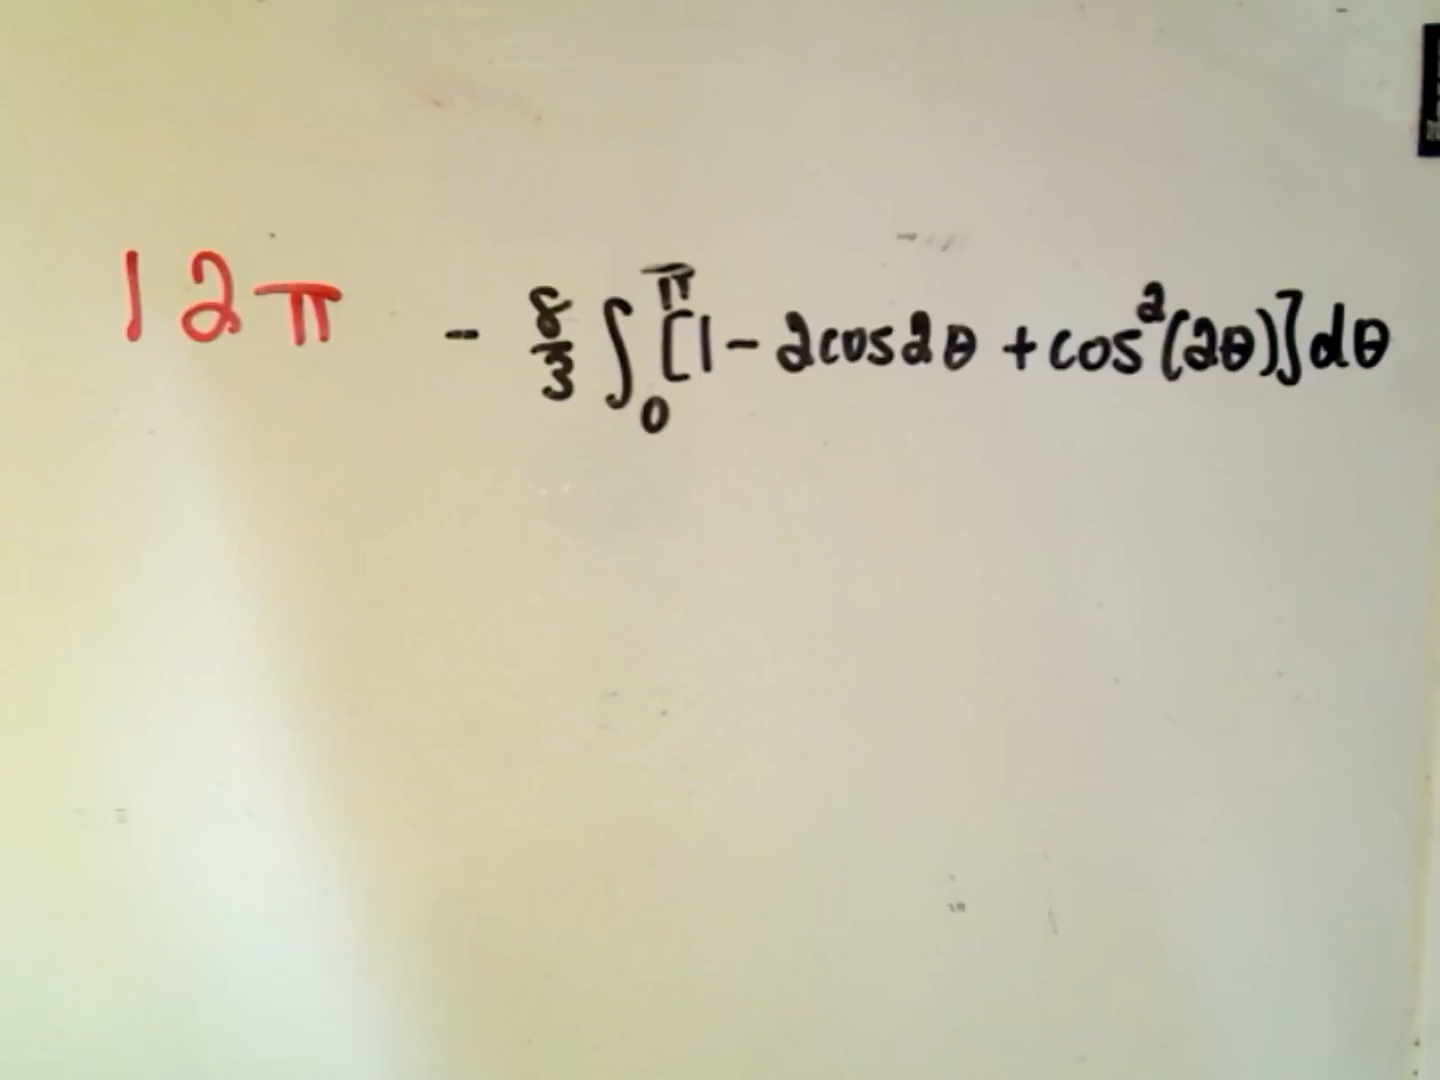 12π - 8/3 ∫₀^π [1 - 2cos2θ + cos²(2θ)]dθ